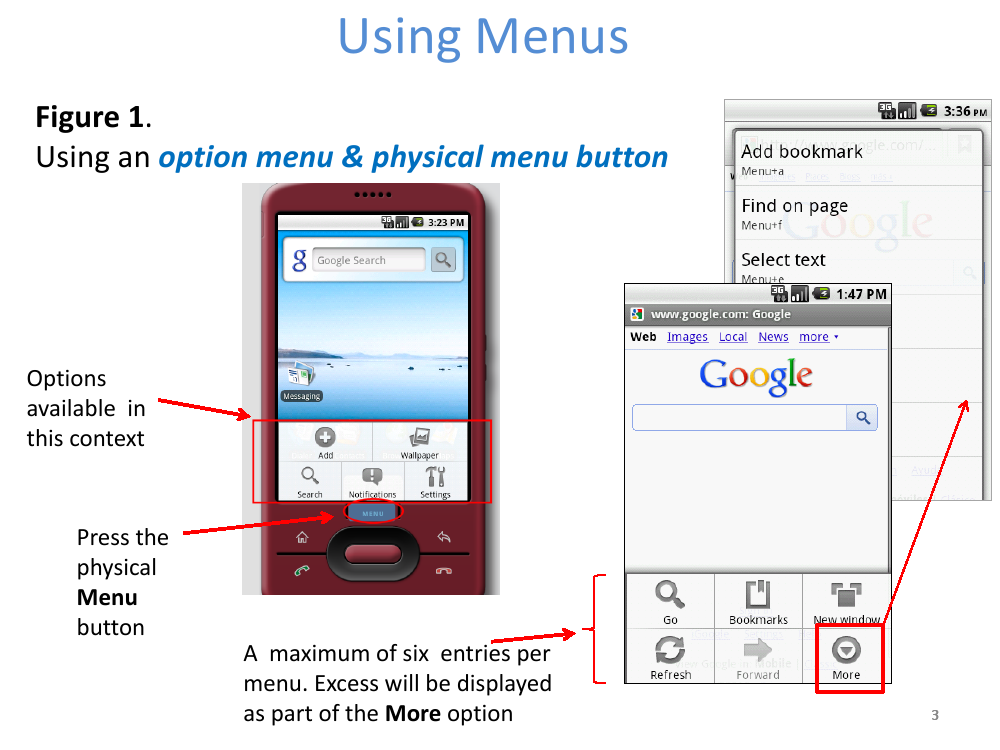 Using Menus
Figure 1.
Using an option menu & physical menu button
3:23 PM
Google Search
Messaging
Add
Wallpaper
Search
Notifications
Settings
MENU
Options
available in
this context
Press the
physical
Menu
button
A maximum of six entries per
menu. Excess will be displayed
as part of the More option
3:36 PM
Add bookmark
Menu+a
Find on page
Menu+f
Select text
Menu+e
Google
1:47 PM
www.google.com: Google
Web Images Local News more
Google
Go
Bookmarks
New window
Refresh
Forward
More
3